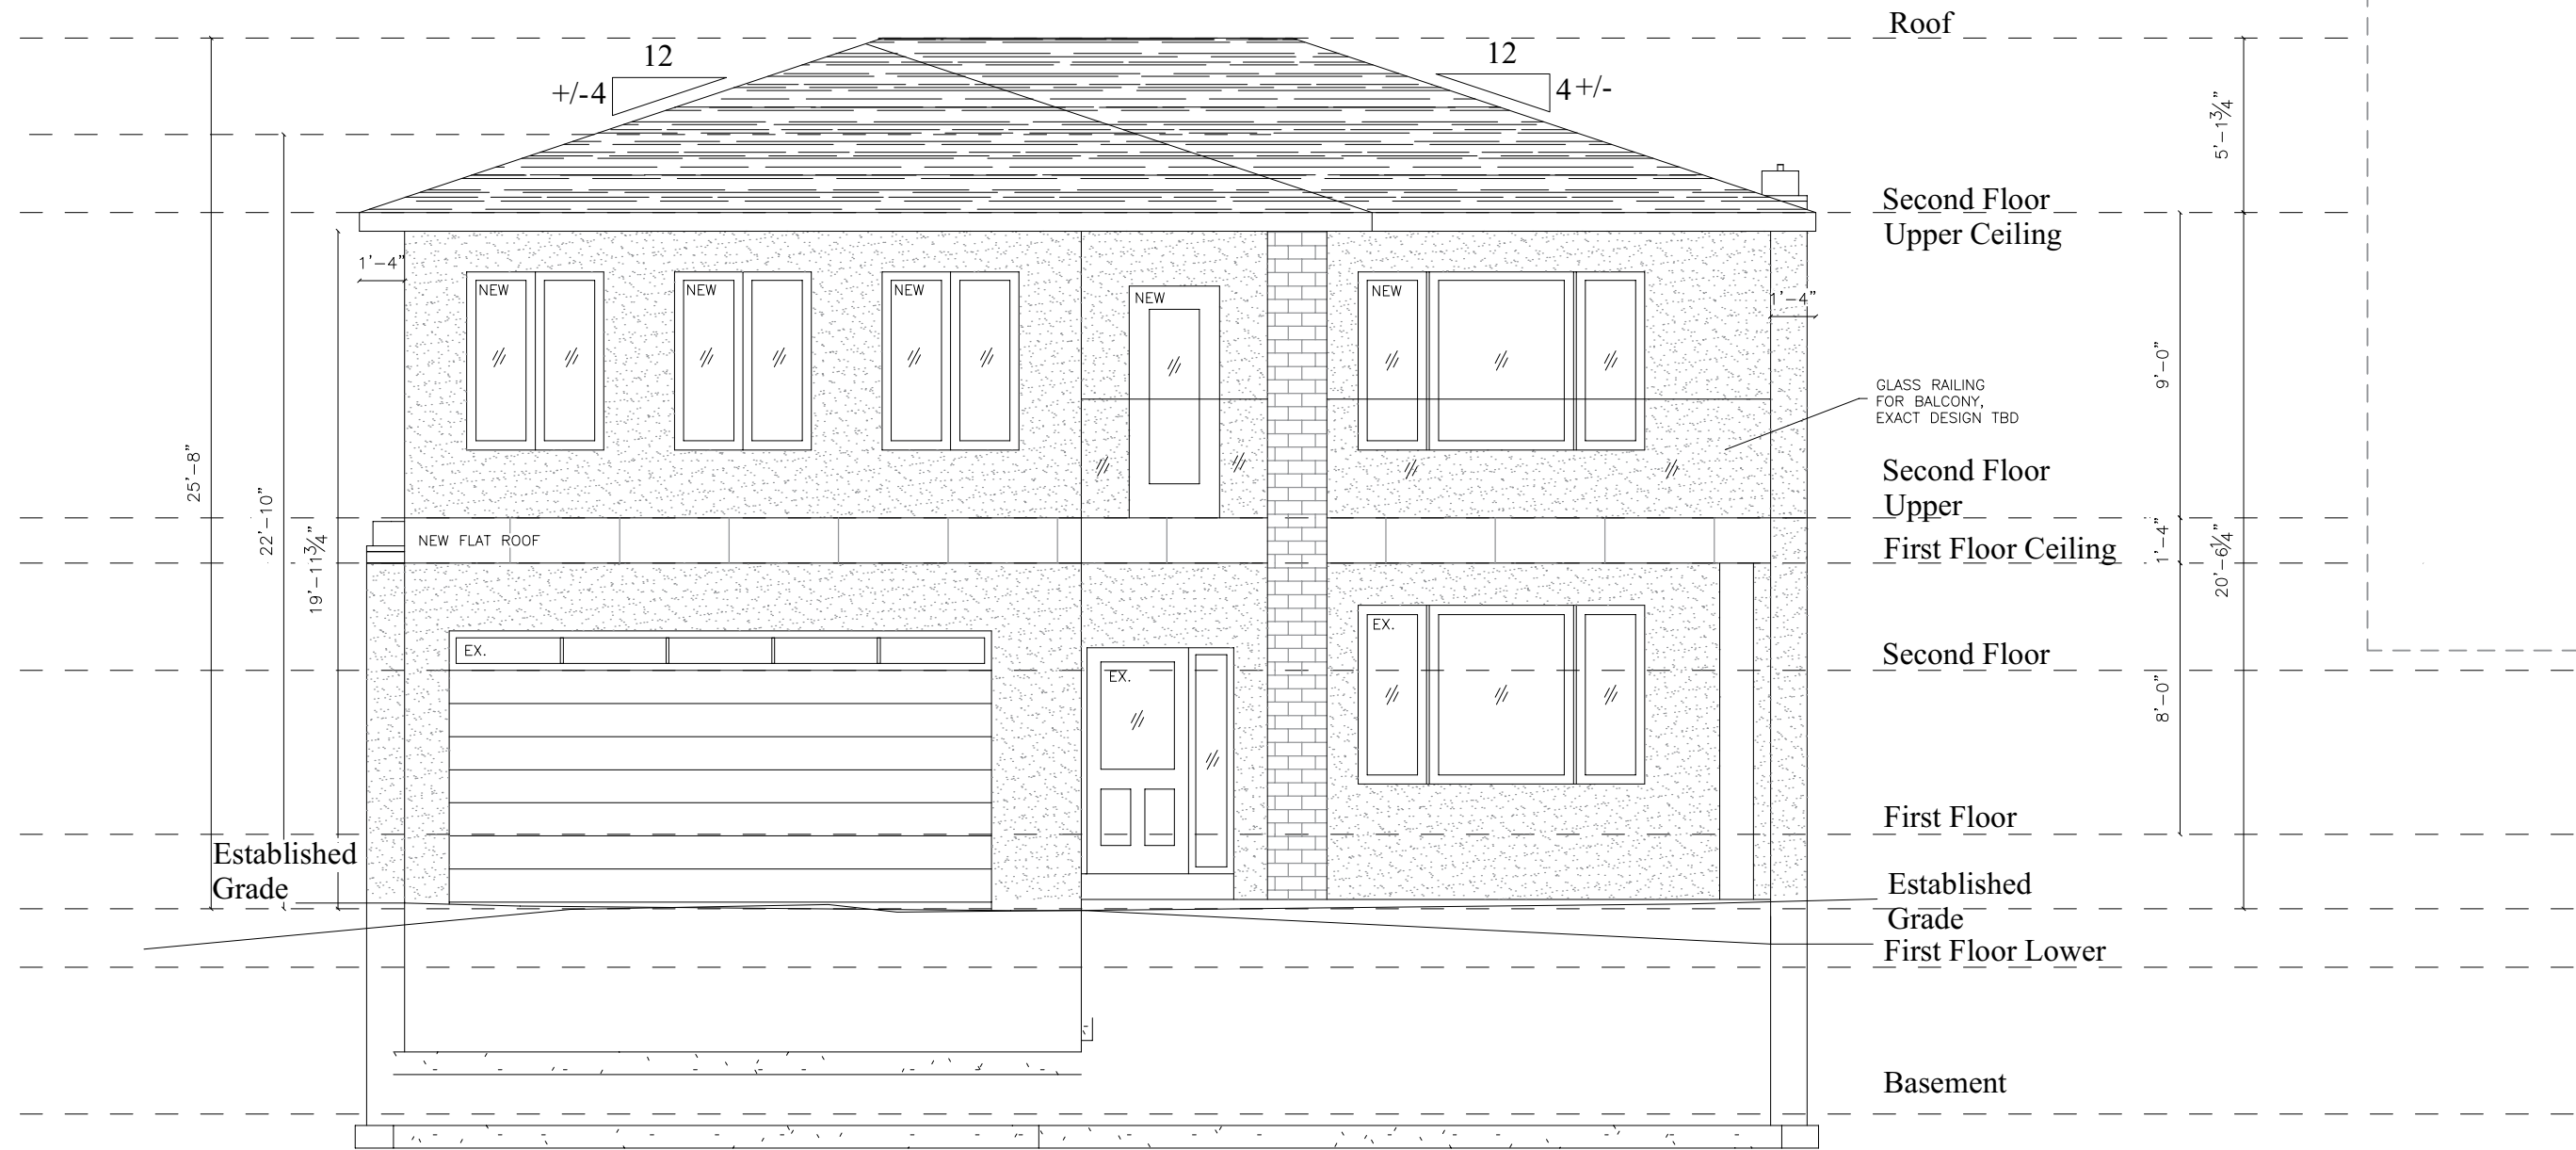 Roof
12
+/-4
12
4+/-
5'-1¾"
Second Floor
Upper Ceiling
1'-4"
1'-4"
NEW
NEW
NEW
NEW
NEW
9'-0"
GLASS RAILING
FOR BALCONY,
EXACT DESIGN TBD
25'-8"
22'-10"
19'-11¾"
Second Floor
Upper
NEW FLAT ROOF
First Floor Ceiling
1'-4"
20'-6¼"
EX.
EX.
EX.
Second Floor
8'-0"
First Floor
Established
Grade
Established
Grade
First Floor Lower
Basement